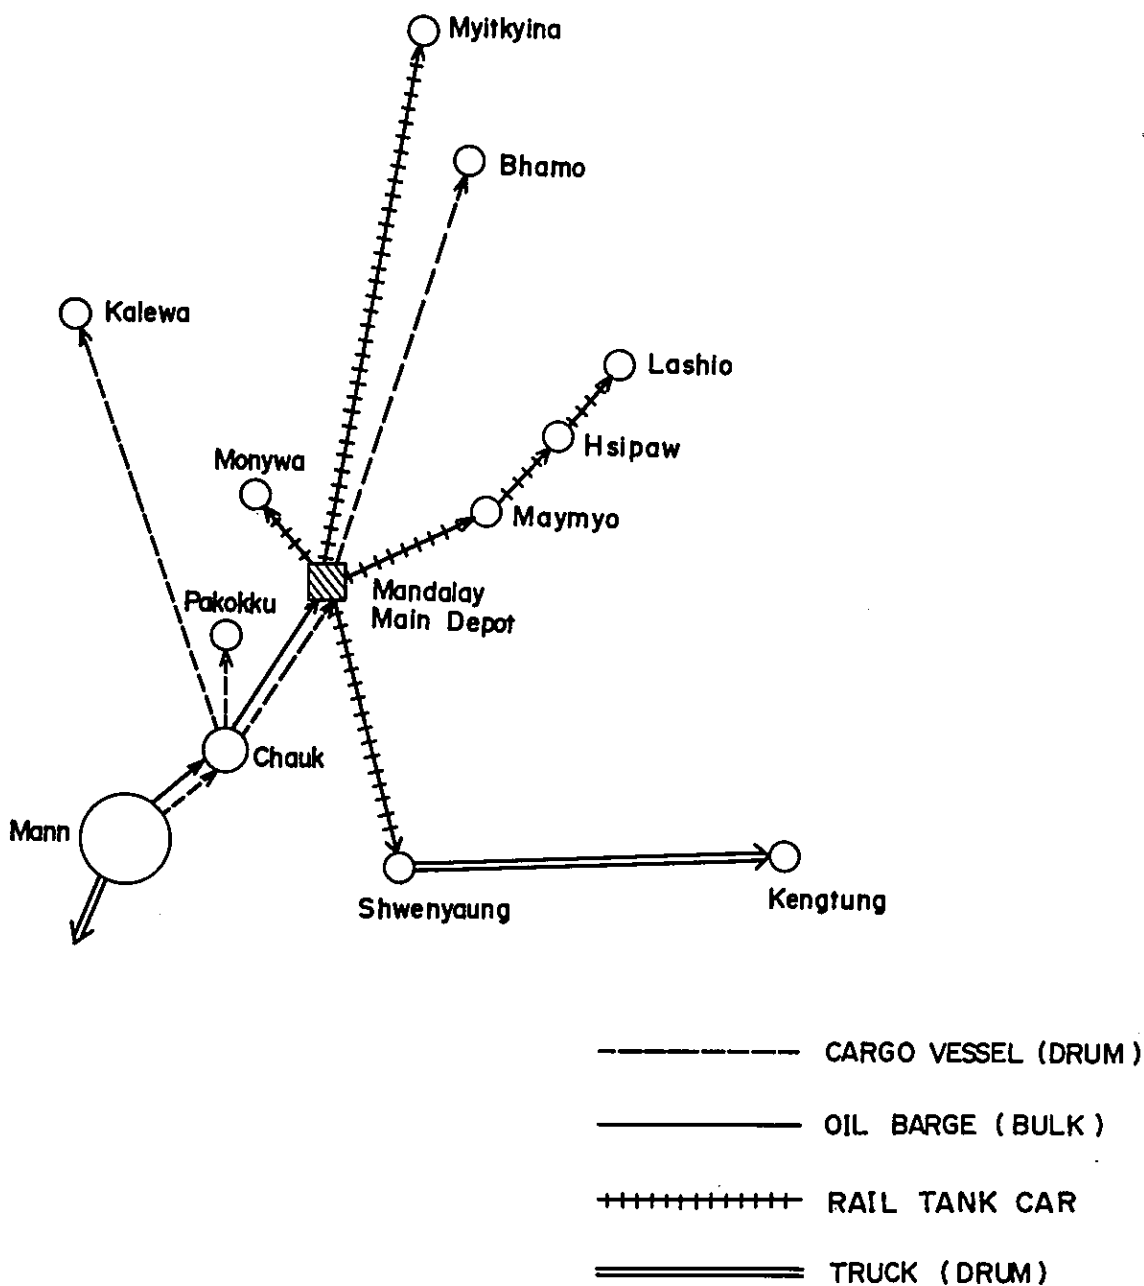 Myitkyina
Bhamo
Kalewa
Lashio
Hsipaw
Monywa
Maymyo
Mandalay
Main Depot
Pakokku
Chauk
Mann
Shwenyaung
Kengtung
CARGO VESSEL (DRUM)
OIL BARGE (BULK)
RAIL TANK CAR
TRUCK (DRUM)